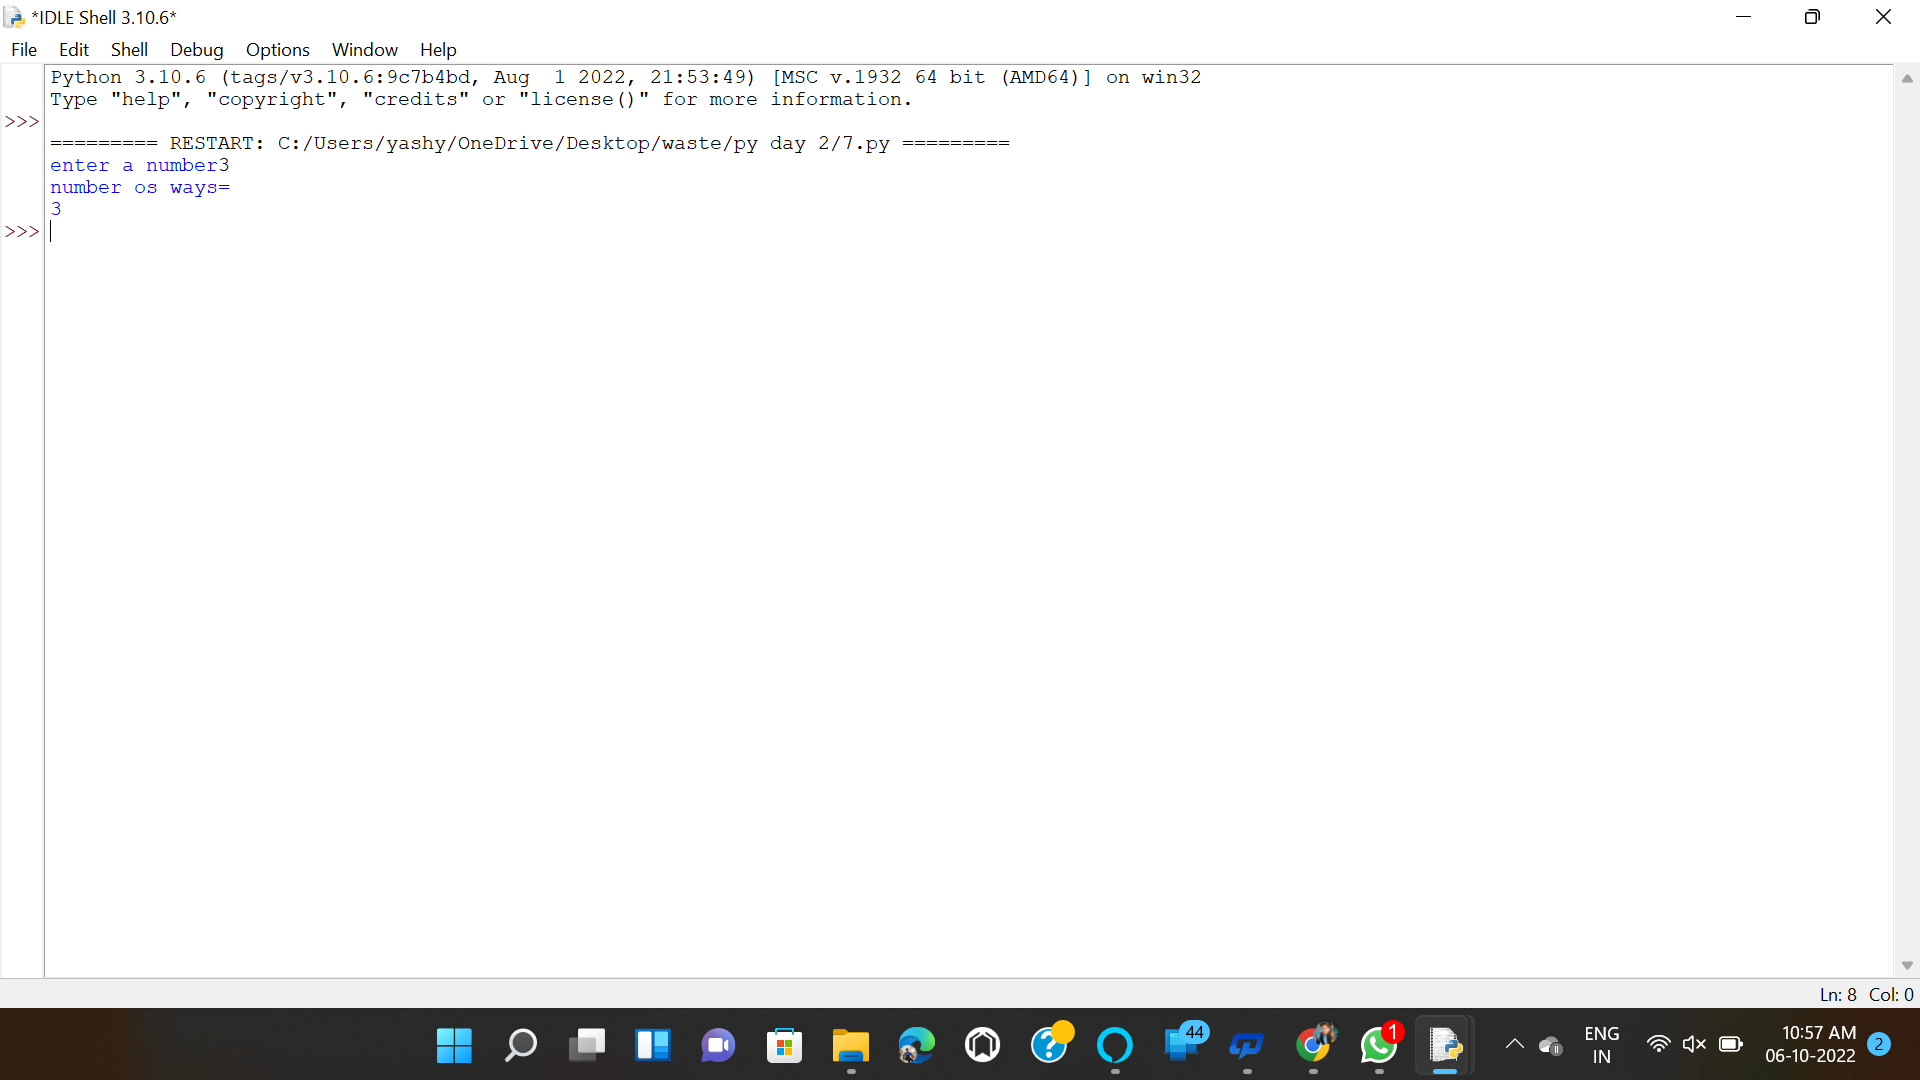 *IDLE Shell 3.10.6*
File Edit Shell Debug Options Window Help
Python 3.10.6 (tags/v3.10.6:9c7b4bd, Aug  1 2022, 21:53:49) [MSC v.1932 64 bit (AMD64)] on win32
Type "help", "copyright", "credits" or "license()" for more information.
>>>
========= RESTART: C:/Users/yashy/OneDrive/Desktop/waste/py day 2/7.py =========
enter a number3
number os ways=
3
>>>
Ln: 8 Col: 0
44
1
ENG
IN
10:57 AM
06-10-2022
2